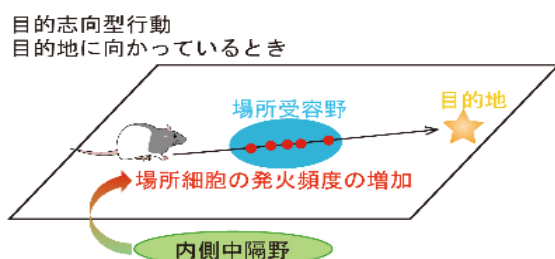 目的志向型行動
目的地に向かっているとき
目的地
場所受容野
場所細胞の発火頻度の増加
内側中隔野